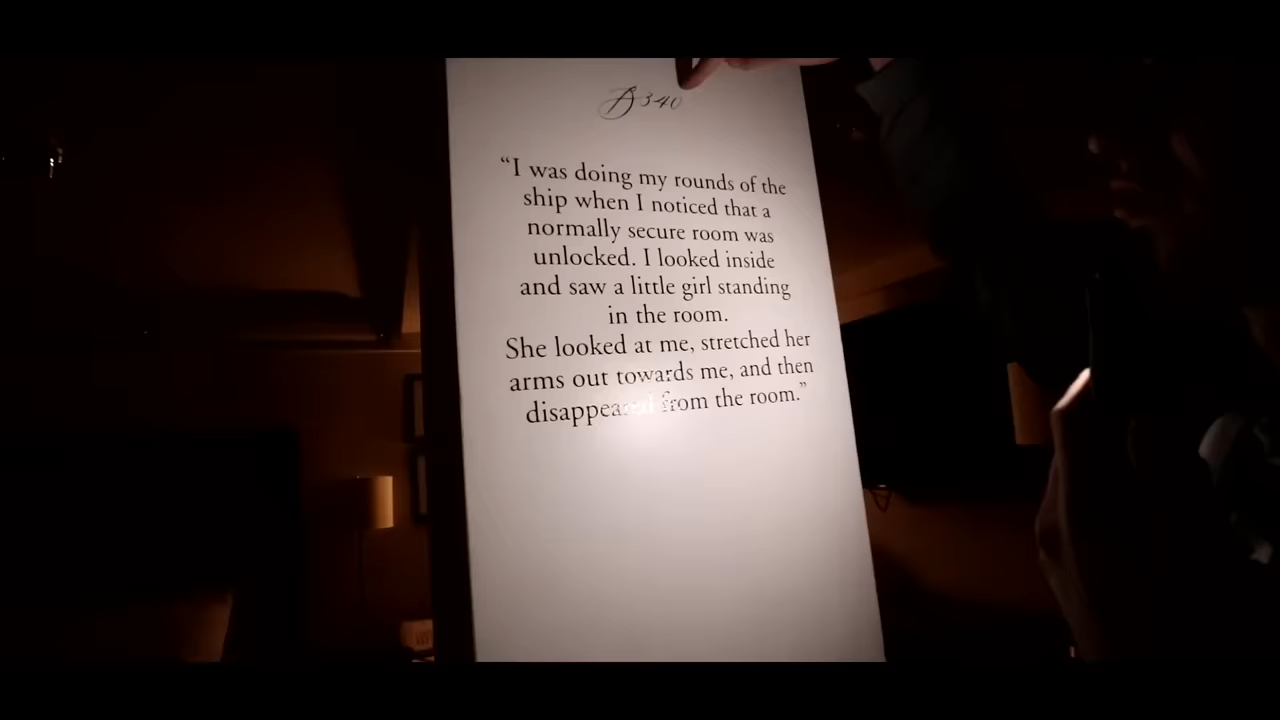 B340
“I was doing my rounds of the
ship when I noticed that a
normally secure room was
unlocked. I looked inside
and saw a little girl standing
in the room.
She looked at me, stretched her
arms out towards me, and then
disappeared from the room.”